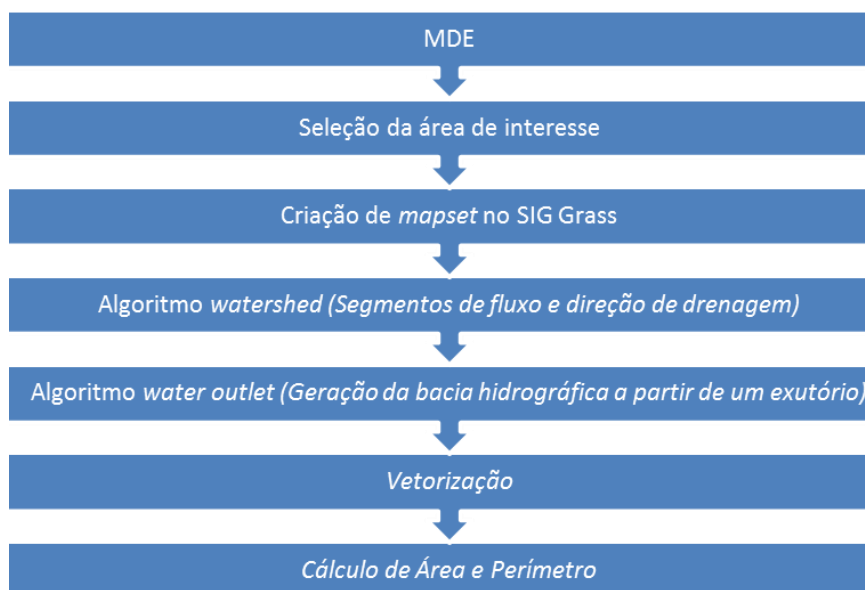 MDE
Seleção da área de interesse
Criação de mapset no SIG Grass
Algoritmo watershed (Segmentos de fluxo e direção de drenagem)
Algoritmo water outlet (Geração da bacia hidrográfica a partir de um exutório)
Vetorização
Cálculo de Área e Perímetro